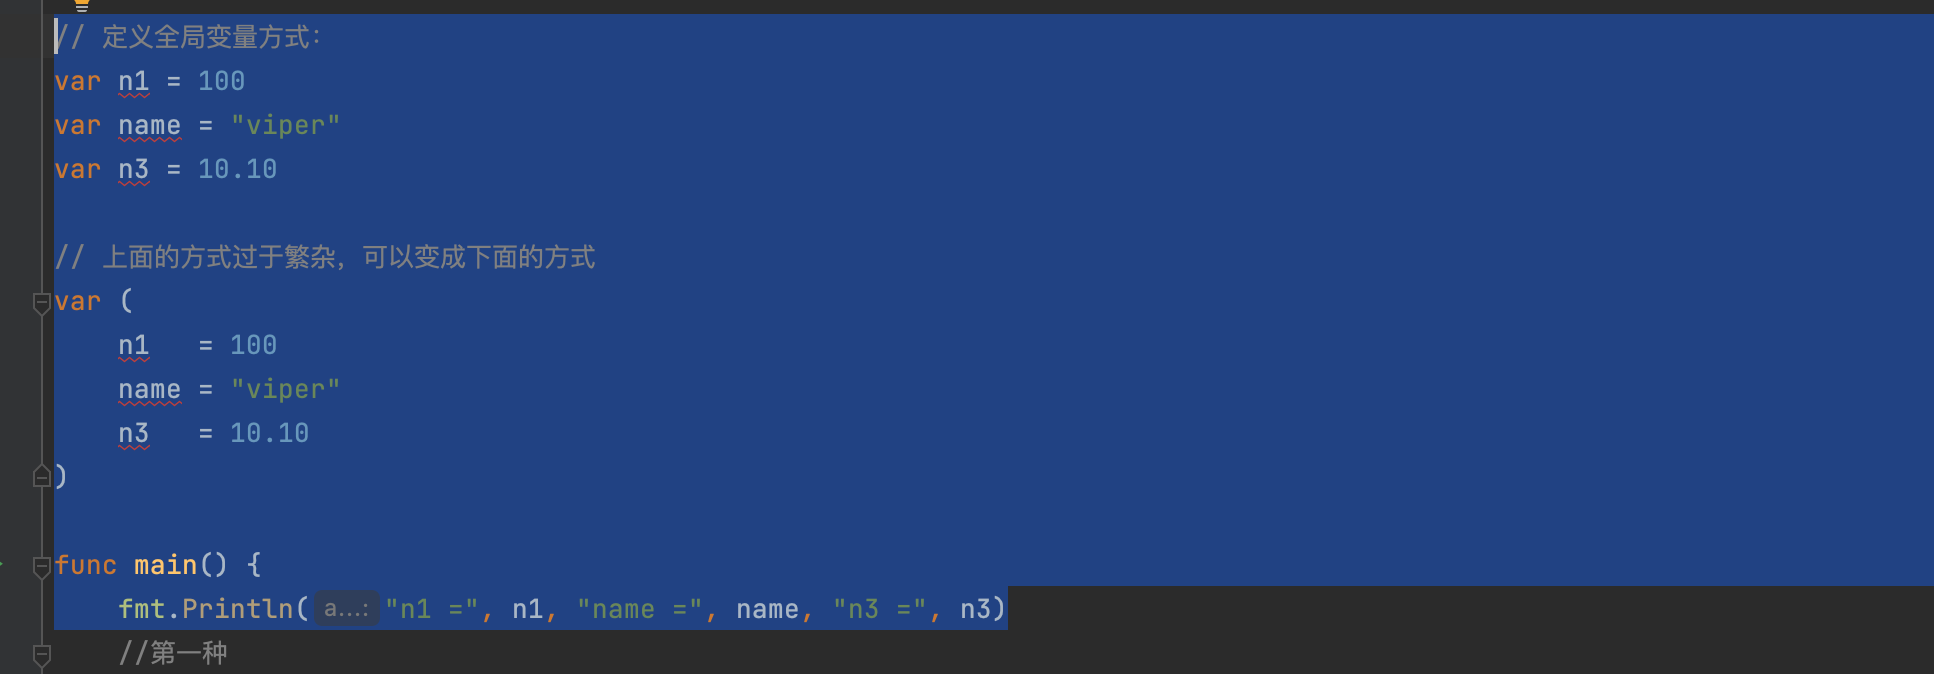 // 定义全局变量方式：
var n1 = 100
var name = "viper"
var n3 = 10.10
// 上面的方式过于繁杂，可以变成下面的方式
var (
    n1   = 100
    name = "viper"
    n3   = 10.10
)
func main() {
    fmt.Println( a...: "n1 =", n1, "name =", name, "n3 =", n3)
    //第一种